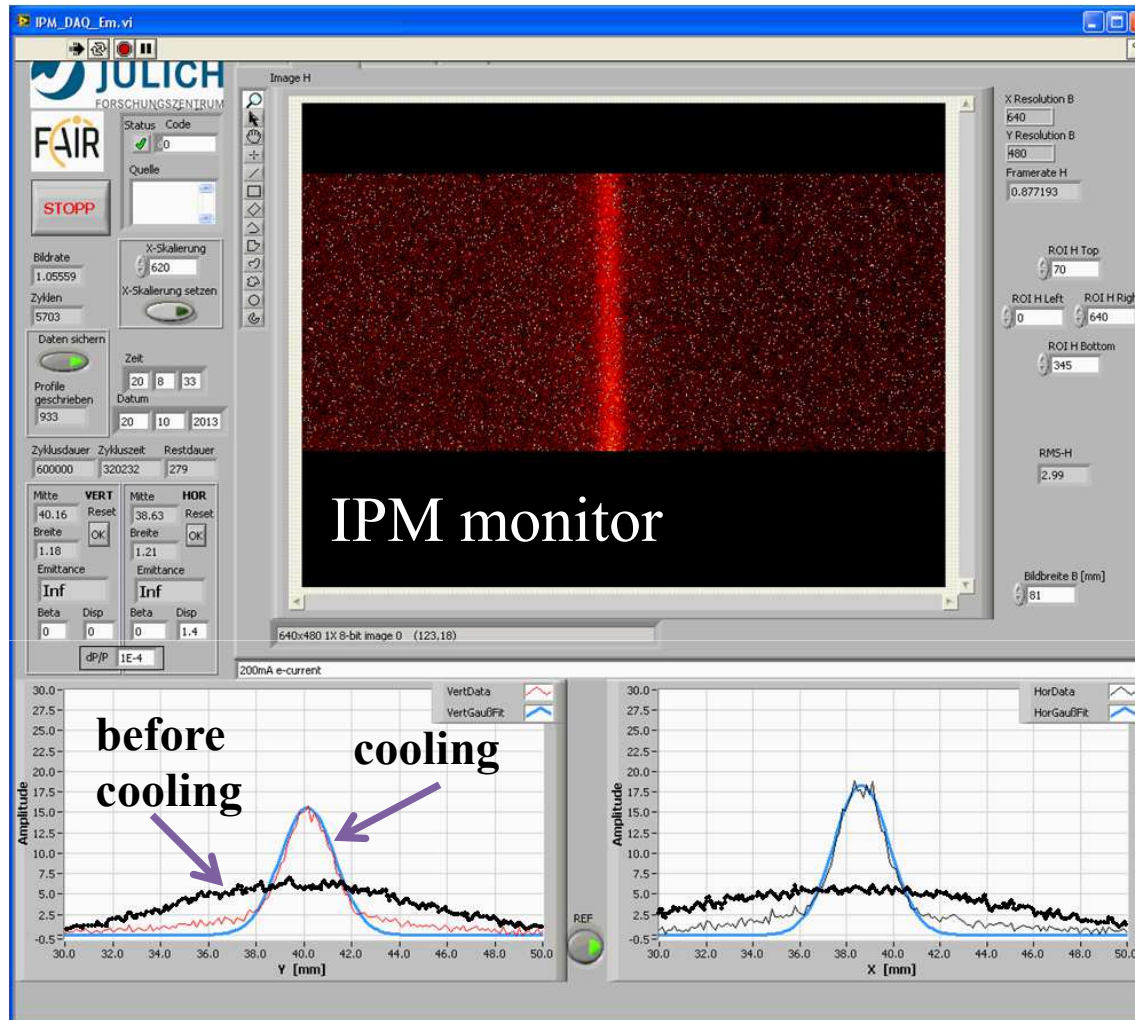 IPM_DAQ_Em.vi
JÜLICH
FORSCHUNGSZENTRUM
FAIR
Status Code
0
Quelle
STOPP
Bildrate
1.05559
Zyklen
5703
X-Skalierung
620
X-Skalierung setzen
Daten sichern
Profile
geschrieben
933
Zeit
20 8 33
Datum
20 10 2013
Zyklusdauer Zykluszeit Restdauer
600000 320232 279
Mitte VERT Mitte HOR
40.16 Reset 38.63 Reset
Breite OK Breite OK
1.18 1.21
Emittance Emittance
Inf Inf
Beta Disp Beta Disp
0 0 0 1.4
dP/P 1E-4
Image H
IPM monitor
640x480 1X 8-bit image 0 (123,18)
X Resolution B
640
Y Resolution B
480
Framerate H
0.877193
ROI H Top
70
ROI H Left ROI H Righ
0 640
ROI H Bottom
345
RMS-H
2.99
Bildbreite B [mm]
81
200mA e-current
VertData
VertGaußFit
before
cooling
cooling
Amplitude
30.0
27.5
25.0
22.5
20.0
17.5
15.0
12.5
10.0
7.5
5.0
2.5
-0.5
30.0 32.0 34.0 36.0 38.0 40.0 42.0 44.0 46.0 48.0 50.0
Y [mm]
REF
HorData
HorGaußFit
Amplitude
30.0
27.5
25.0
22.5
20.0
17.5
15.0
12.5
10.0
7.5
5.0
2.5
-0.5
30.0 32.0 34.0 36.0 38.0 40.0 42.0 44.0 46.0 48.0 50.0
X [mm]